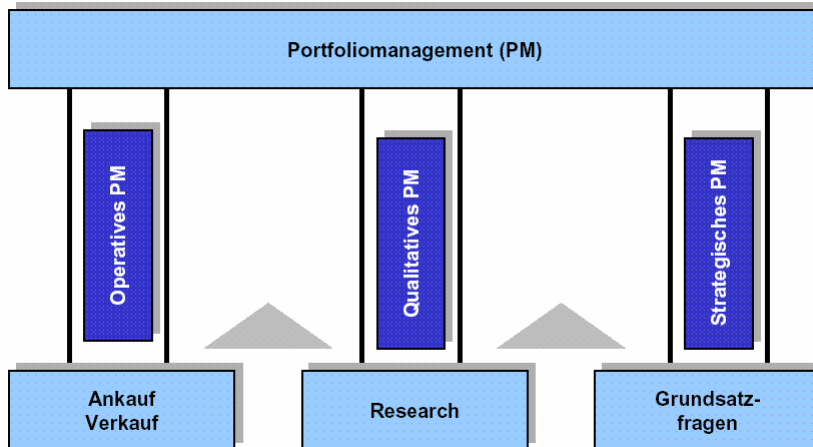 Portfoliomanagement (PM)
Operatives PM
Qualitatives PM
Strategisches PM
Ankauf
Verkauf
Research
Grundsatz-
fragen